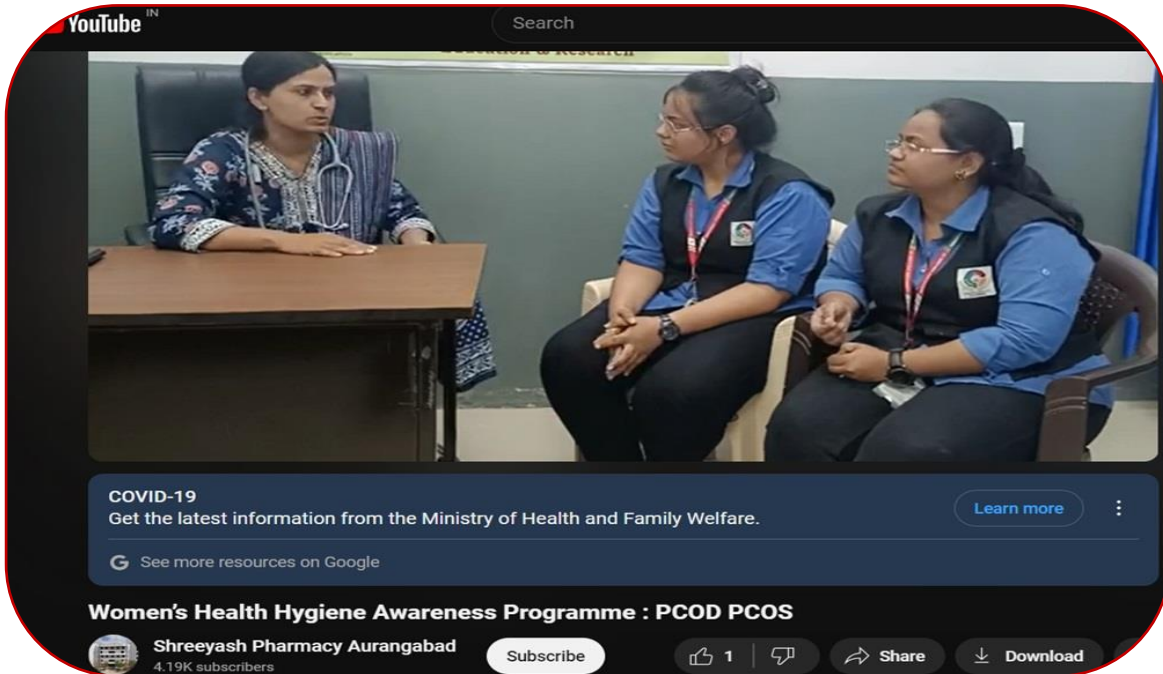 YouTube IN
Search
Education & Research
COVID-19
Get the latest information from the Ministry of Health and Family Welfare.
Learn more
G See more resources on Google
Women's Health Hygiene Awareness Programme : PCOD PCOS
Shreeyash Pharmacy Aurangabad
4.19K subscribers
Subscribe
1
Share
Download